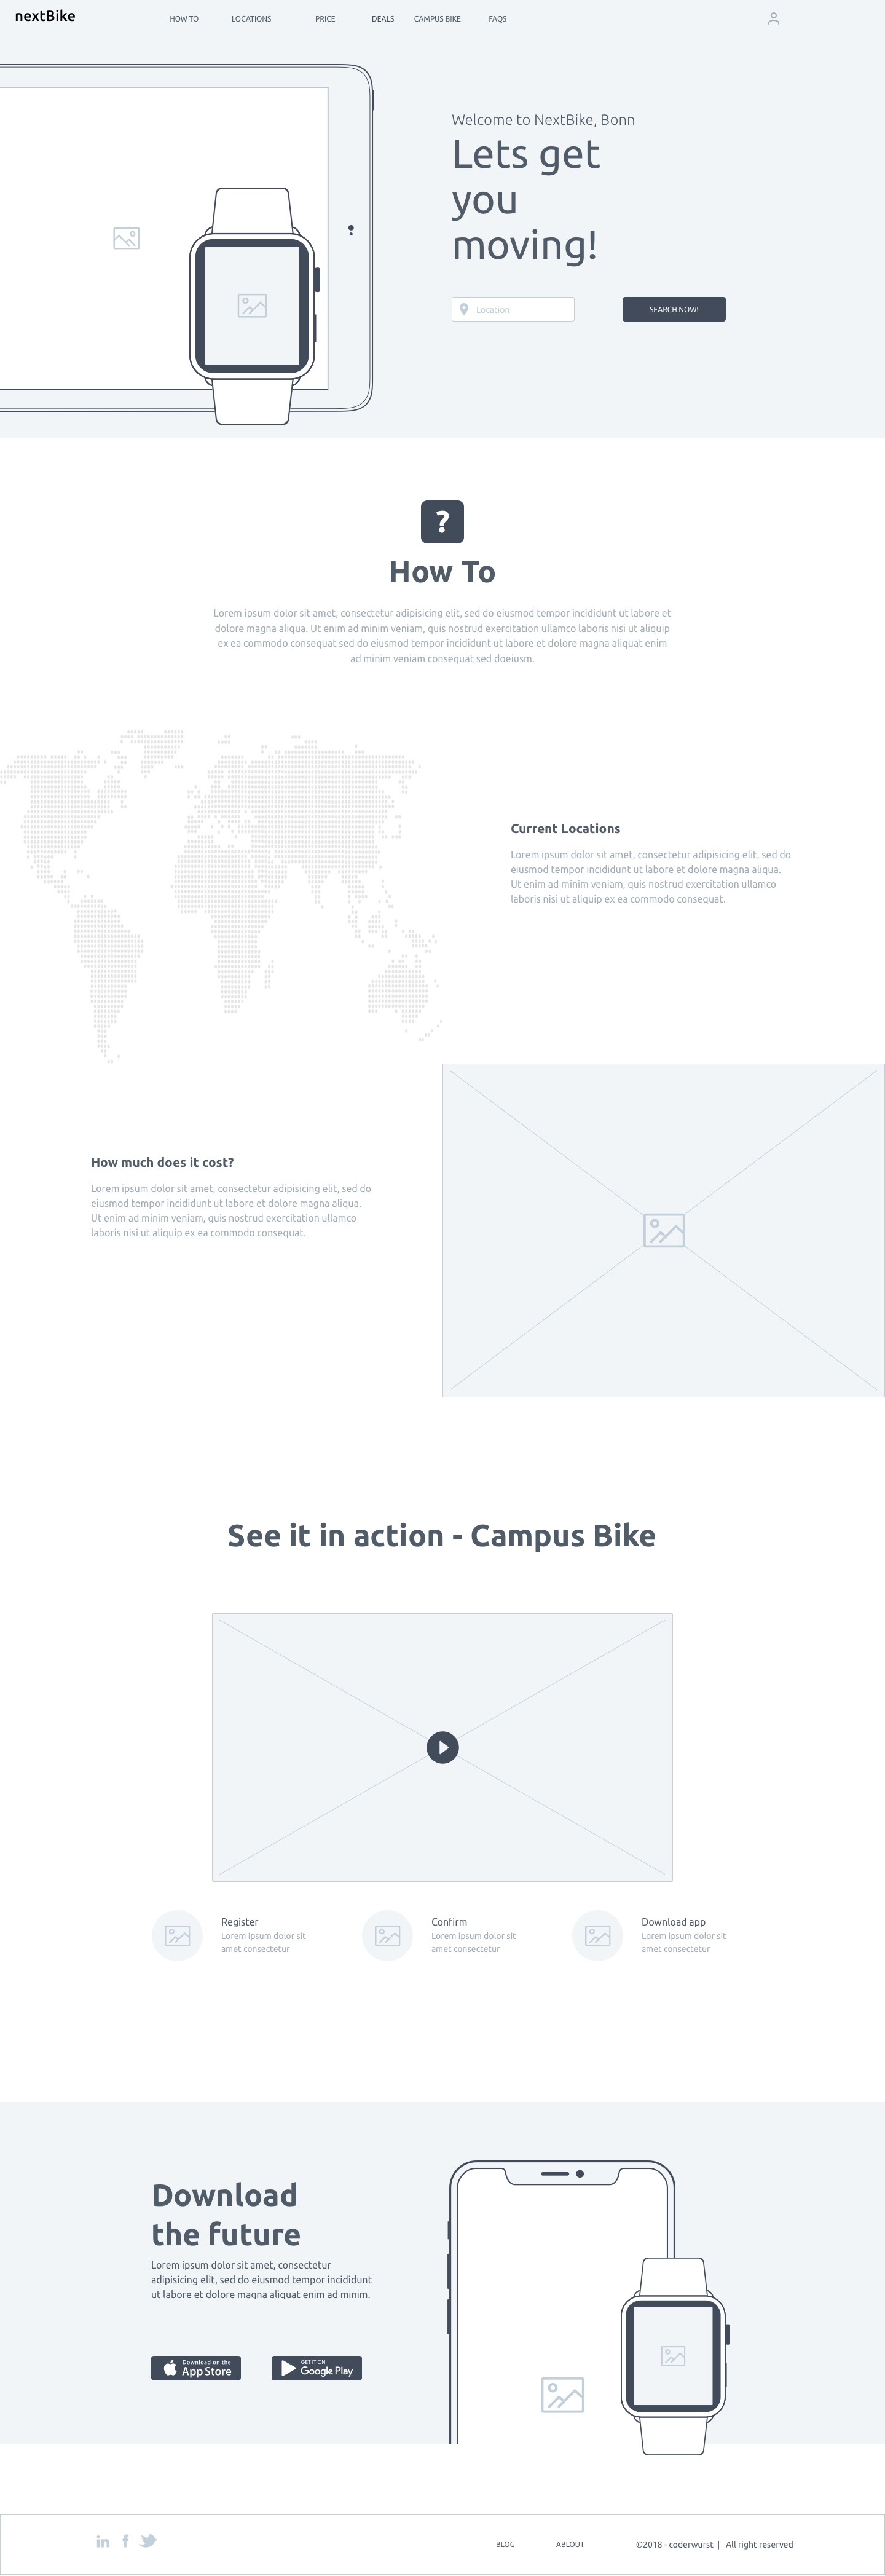 nextBike
HOW TO LOCATIONS PRICE DEALS CAMPUS BIKE FAQS
Welcome to NextBike, Bonn
Lets get
you
moving!
Location SEARCH NOW!
?
How To
Lorem ipsum dolor sit amet, consectetur adipisicing elit, sed do eiusmod tempor incididunt ut labore et
dolore magna aliqua. Ut enim ad minim veniam, quis nostrud exercitation ullamco laboris nisi ut aliquip
ex ea commodo consequat sed do eiusmod tempor incididunt ut labore et dolore magna aliquat enim
ad minim veniam consequat sed doeiusm.
Current Locations
Lorem ipsum dolor sit amet, consectetur adipisicing elit, sed do
eiusmod tempor incididunt ut labore et dolore magna aliqua.
Ut enim ad minim veniam, quis nostrud exercitation ullamco
laboris nisi ut aliquip ex ea commodo consequat.
How much does it cost?
Lorem ipsum dolor sit amet, consectetur adipisicing elit, sed do
eiusmod tempor incididunt ut labore et dolore magna aliqua.
Ut enim ad minim veniam, quis nostrud exercitation ullamco
laboris nisi ut aliquip ex ea commodo consequat.
See it in action - Campus Bike
Register
Lorem ipsum dolor sit
amet consectetur
Confirm
Lorem ipsum dolor sit
amet consectetur
Download app
Lorem ipsum dolor sit
amet consectetur
Download
the future
Lorem ipsum dolor sit amet, consectetur
adipisicing elit, sed do eiusmod tempor incididunt
ut labore et dolore magna aliquat enim ad minim.
Download on the
App Store
GET IT ON
Google Play
in f BLOG ABLOUT ©2018 - coderwurst | All right reserved